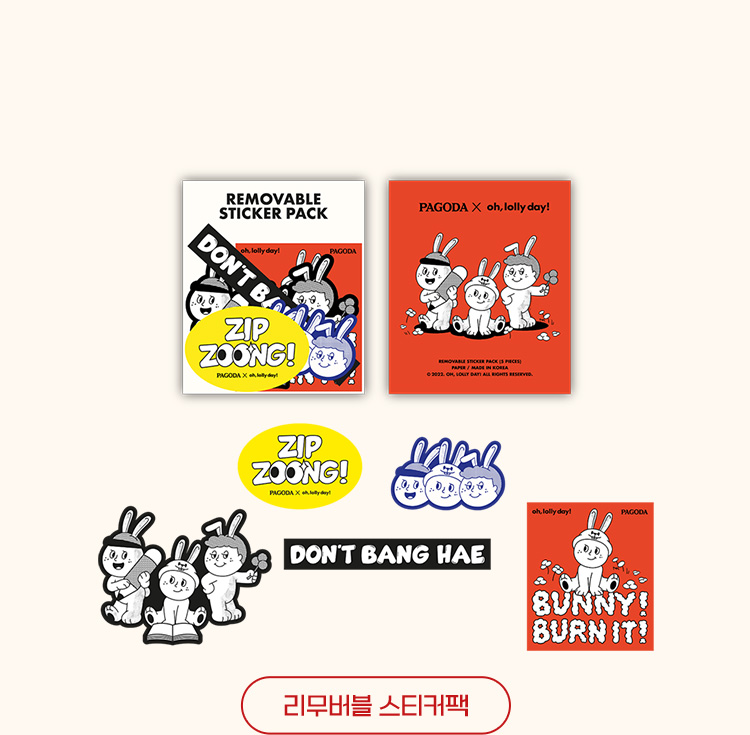 REMOVABLE
STICKER PACK
oh, lolly day!
PAGODA
DON'T BA
ZIP
ZOONG!
PAGODA X oh, lolly day!
PAGODA X oh, lolly day!
REMOVABLE STICKER PACK (5 PIECES)
PAPER / MADE IN KOREA
© 2022. OH, LOLLY DAY! ALL RIGHTS RESERVED.
ZIP
ZOONG!
PAGODA X oh, lolly day!
DON'T BANG HAE
oh, lolly day!
PAGODA
BUNNY!
BURN IT!
리무버블 스티커팩